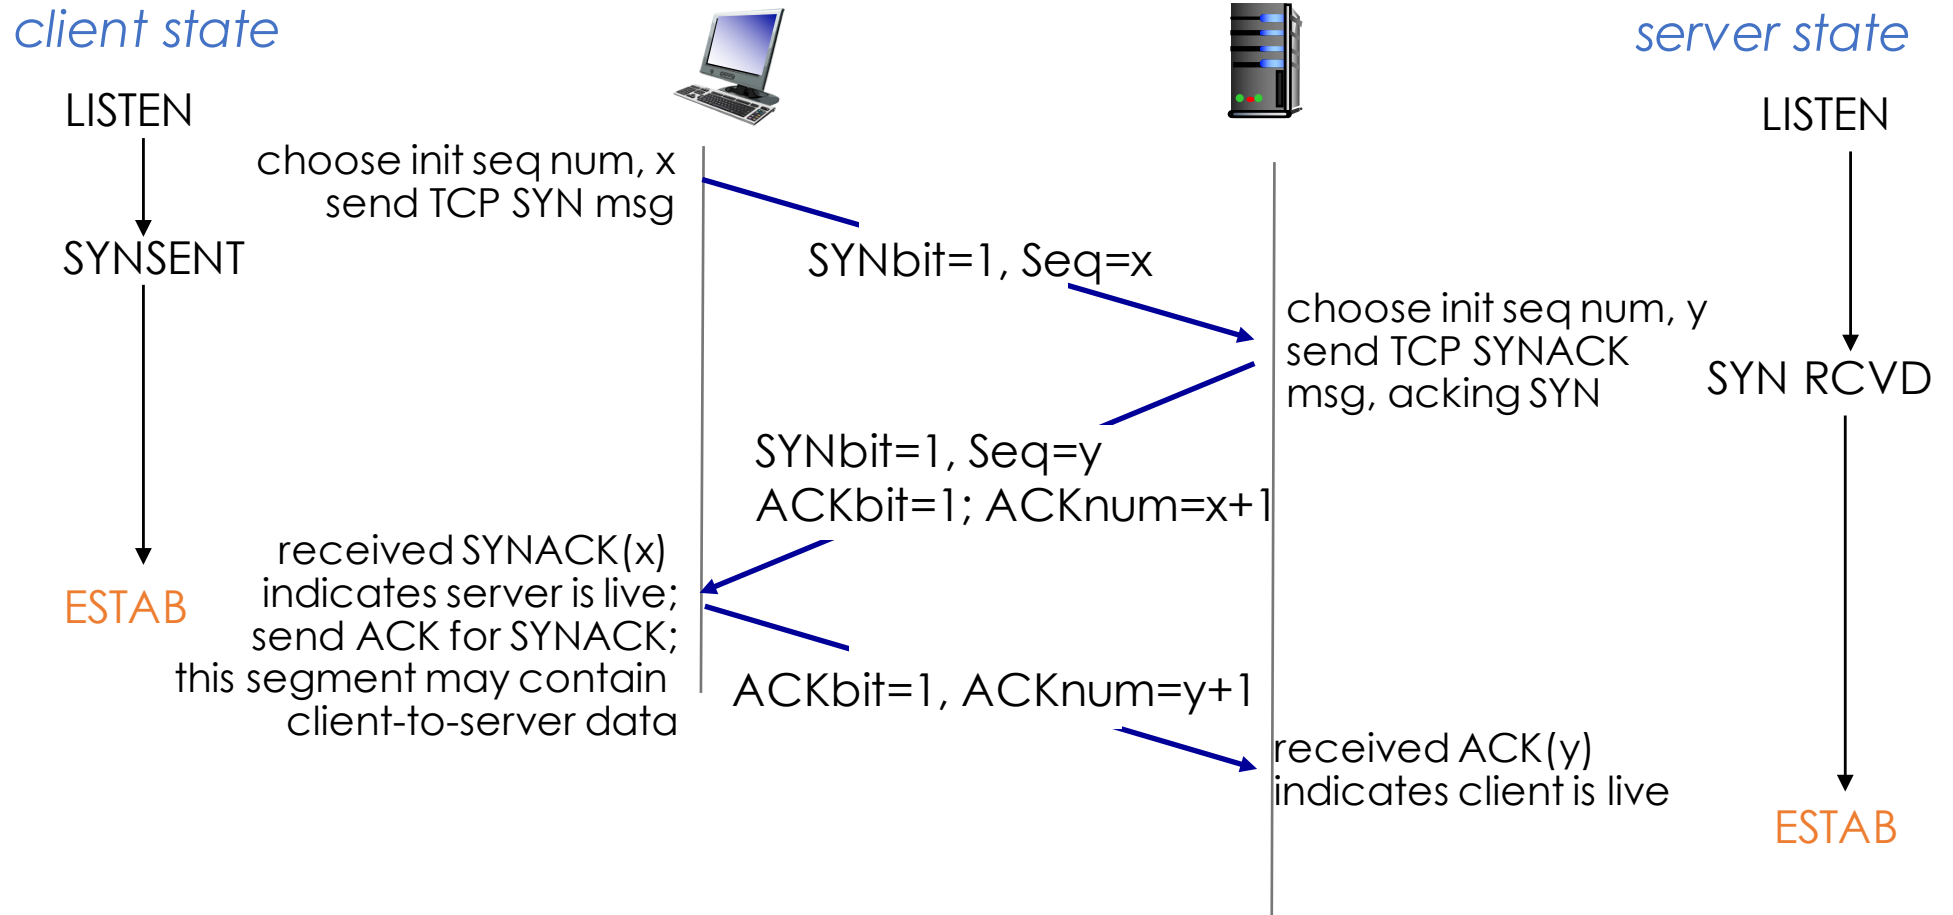 client state
server state
LISTEN
LISTEN
choose init seq num, x
send TCP SYN msg
SYNSENT
SYNbit=1, Seq=x
choose init seq num, y
send TCP SYNACK
msg, acking SYN
SYN RCVD
SYNbit=1, Seq=y
ACKbit=1; ACKnum=x+1
received SYNACK(x)
indicates server is live;
send ACK for SYNACK;
this segment may contain
client-to-server data
ESTAB
ACKbit=1, ACKnum=y+1
received ACK(y)
indicates client is live
ESTAB